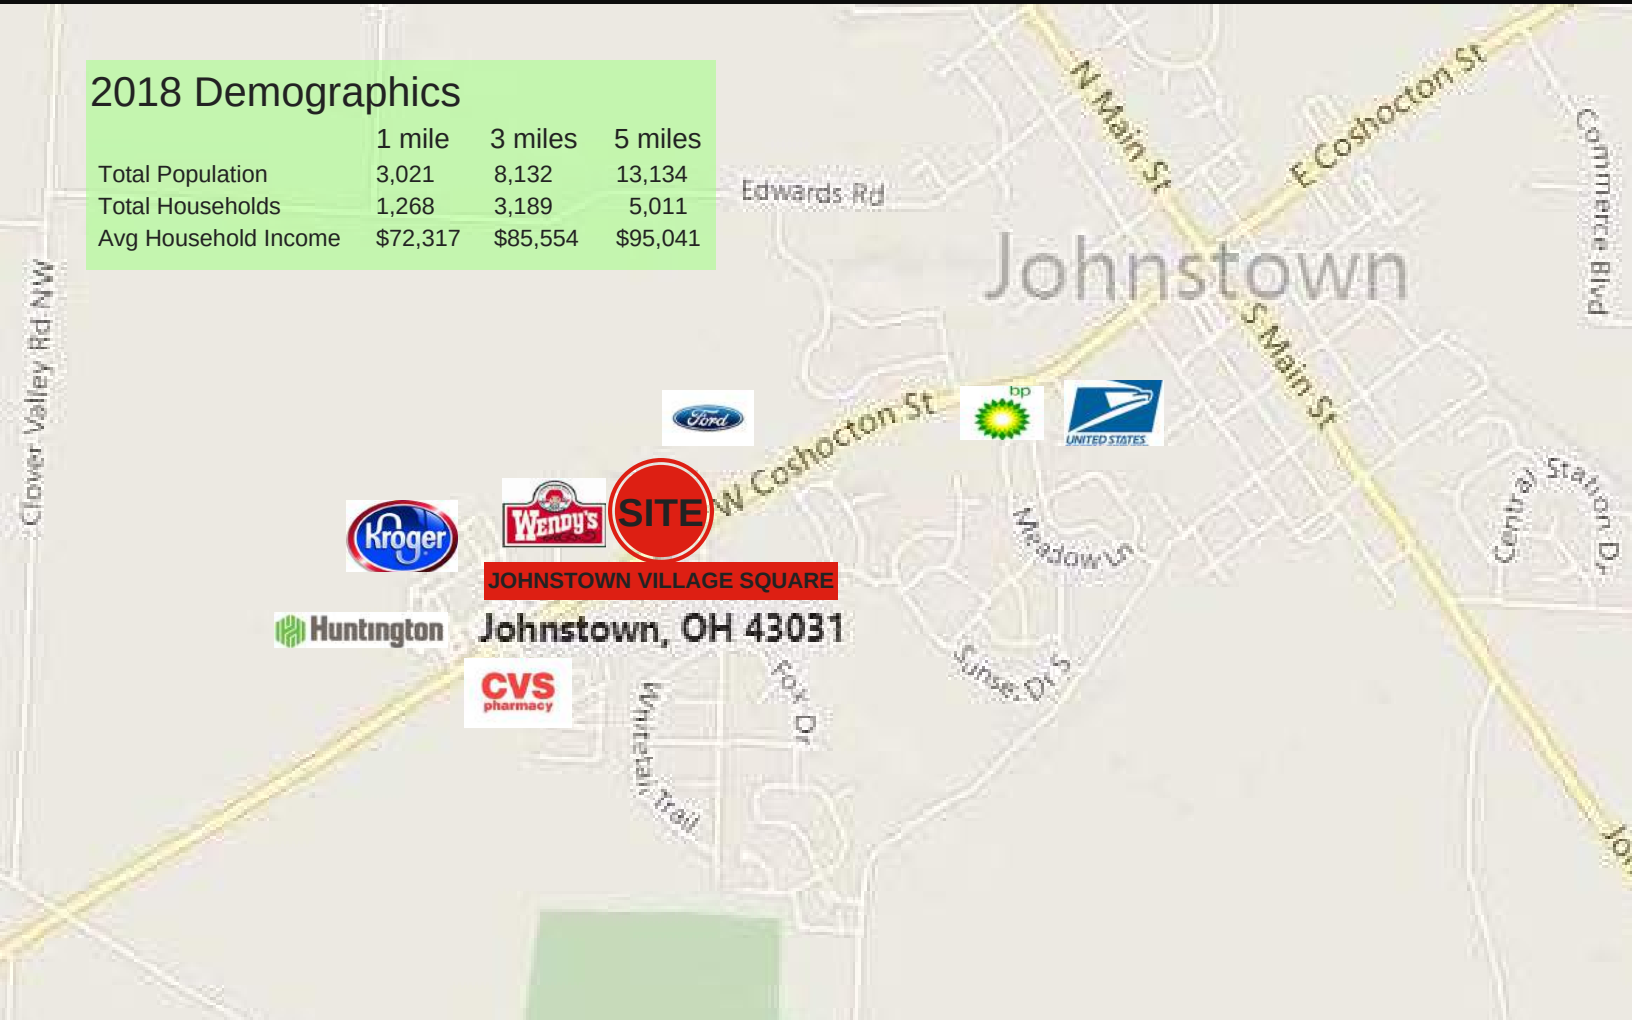 2018 Demographics
1 mile 3 miles 5 miles
Total Population 3,021 8,132 13,134
Total Households 1,268 3,189 5,011
Avg Household Income $72,317 $85,554 $95,041
N Main St
E Coshocton St
Commerce Blvd
Edwards Rd
Johnstown
Clover Valley Rd NW
S Main St
Ford
W Coshocton St
bp
UNITED STATES
Kroger
WENDY'S
SITE
JOHNSTOWN VILLAGE SQUARE
Meadow Ln
Central Station Dr
Huntington
Johnstown, OH 43031
CVS
pharmacy
Whitetail Trail
Fox Dr
Sunset Dr S